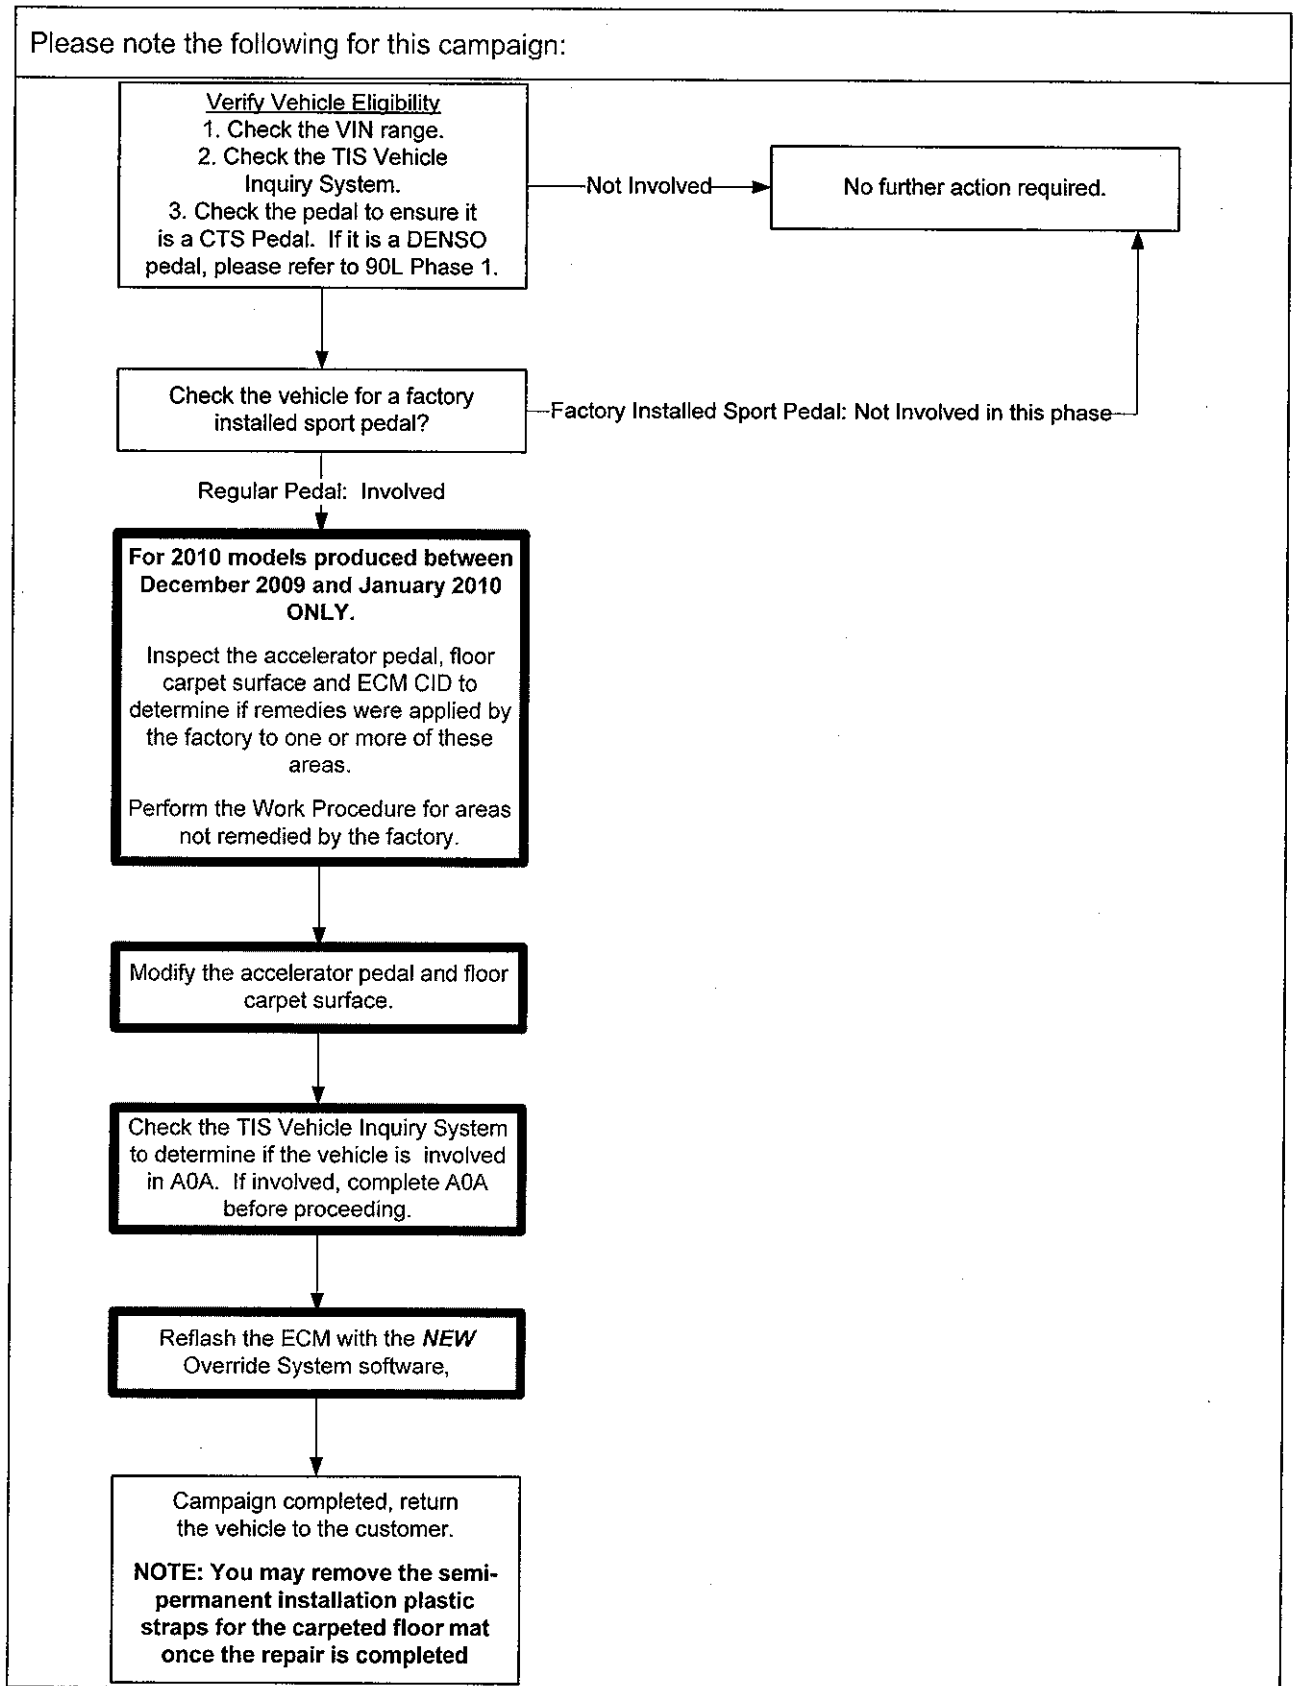 Please note the following for this campaign:
Verify Vehicle Eligibility
1. Check the VIN range.
2. Check the TIS Vehicle
Inquiry System.
3. Check the pedal to ensure it
is a CTS Pedal. If it is a DENSO
pedal, please refer to 90L Phase 1.
Not Involved
No further action required.
Check the vehicle for a factory
installed sport pedal?
Factory Installed Sport Pedal: Not Involved in this phase
Regular Pedal: Involved
For 2010 models produced between
December 2009 and January 2010
ONLY.
Inspect the accelerator pedal, floor
carpet surface and ECM CID to
determine if remedies were applied by
the factory to one or more of these
areas.
Perform the Work Procedure for areas
not remedied by the factory.
Modify the accelerator pedal and floor
carpet surface.
Check the TIS Vehicle Inquiry System
to determine if the vehicle is involved
in A0A. If involved, complete A0A
before proceeding.
Reflash the ECM with the NEW
Override System software,
Campaign completed, return
the vehicle to the customer.
NOTE: You may remove the semi-
permanent installation plastic
straps for the carpeted floor mat
once the repair is completed